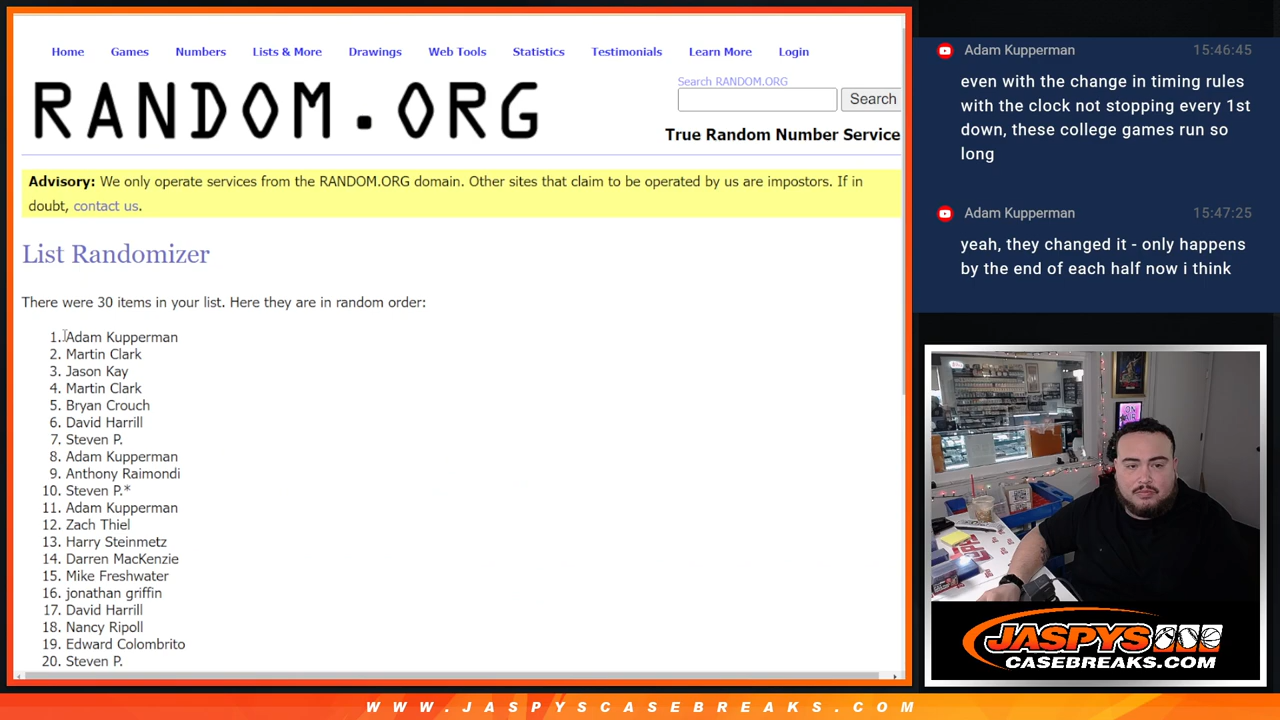 Home Games Numbers Lists & More Drawings Web Tools Statistics Testimonials Learn More Login
RANDOM.ORG
Search RANDOM.ORG
Search
True Random Number Service
Advisory: We only operate services from the RANDOM.ORG domain. Other sites that claim to be operated by us are impostors. If in
doubt, contact us.
List Randomizer
There were 30 items in your list. Here they are in random order:
1. Adam Kupperman
2. Martin Clark
3. Jason Kay
4. Martin Clark
5. Bryan Crouch
6. David Harrill
7. Steven P.
8. Adam Kupperman
9. Anthony Raimondi
10. Steven P.*
11. Adam Kupperman
12. Zach Thiel
13. Harry Steinmetz
14. Darren MacKenzie
15. Mike Freshwater
16. jonathan griffin
17. David Harrill
18. Nancy Ripoll
19. Edward Colombrito
20. Steven P.
Adam Kupperman 15:46:45
even with the change in timing rules
with the clock not stopping every 1st
down, these college games run so
long
Adam Kupperman 15:47:25
yeah, they changed it - only happens
by the end of each half now i think
JASPYS
CASEBREAKS.COM
WWW.JASPYSCASEBREAKS.COM